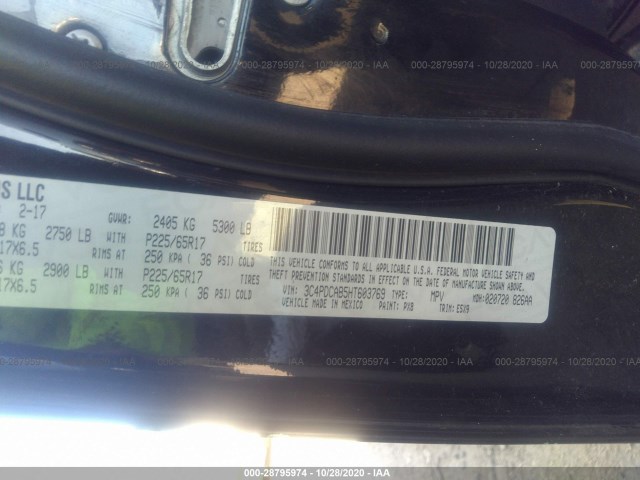 000-28795974 | 10/28/2020 - IAA
S LLC
2-17
GVWR: 2405 KG 5300 LB
KG 2750 LB WITH P225/65R17 TIRES
17X6.5 RIMS AT 250 KPA ( 36 PSI) COLD
KG 2900 LB WITH P225/65R17 TIRES
17X6.5 RIMS AT 250 KPA ( 36 PSI) COLD
THIS VEHICLE CONFORMS TO ALL APPLICABLE U.S.A. FEDERAL MOTOR VEHICLE SAFETY AND
THEFT PREVENTION STANDARDS IN EFFECT ON THE DATE OF MANUFACTURE SHOWN ABOVE.
VIN: 3C4PDCAB5HT603769 TYPE: MPV MDH: 020720 B26AA
VEHICLE MADE IN MEXICO PAINT: PX8 TRIM: E5X9
000-28795974 | 10/28/2020 - IAA